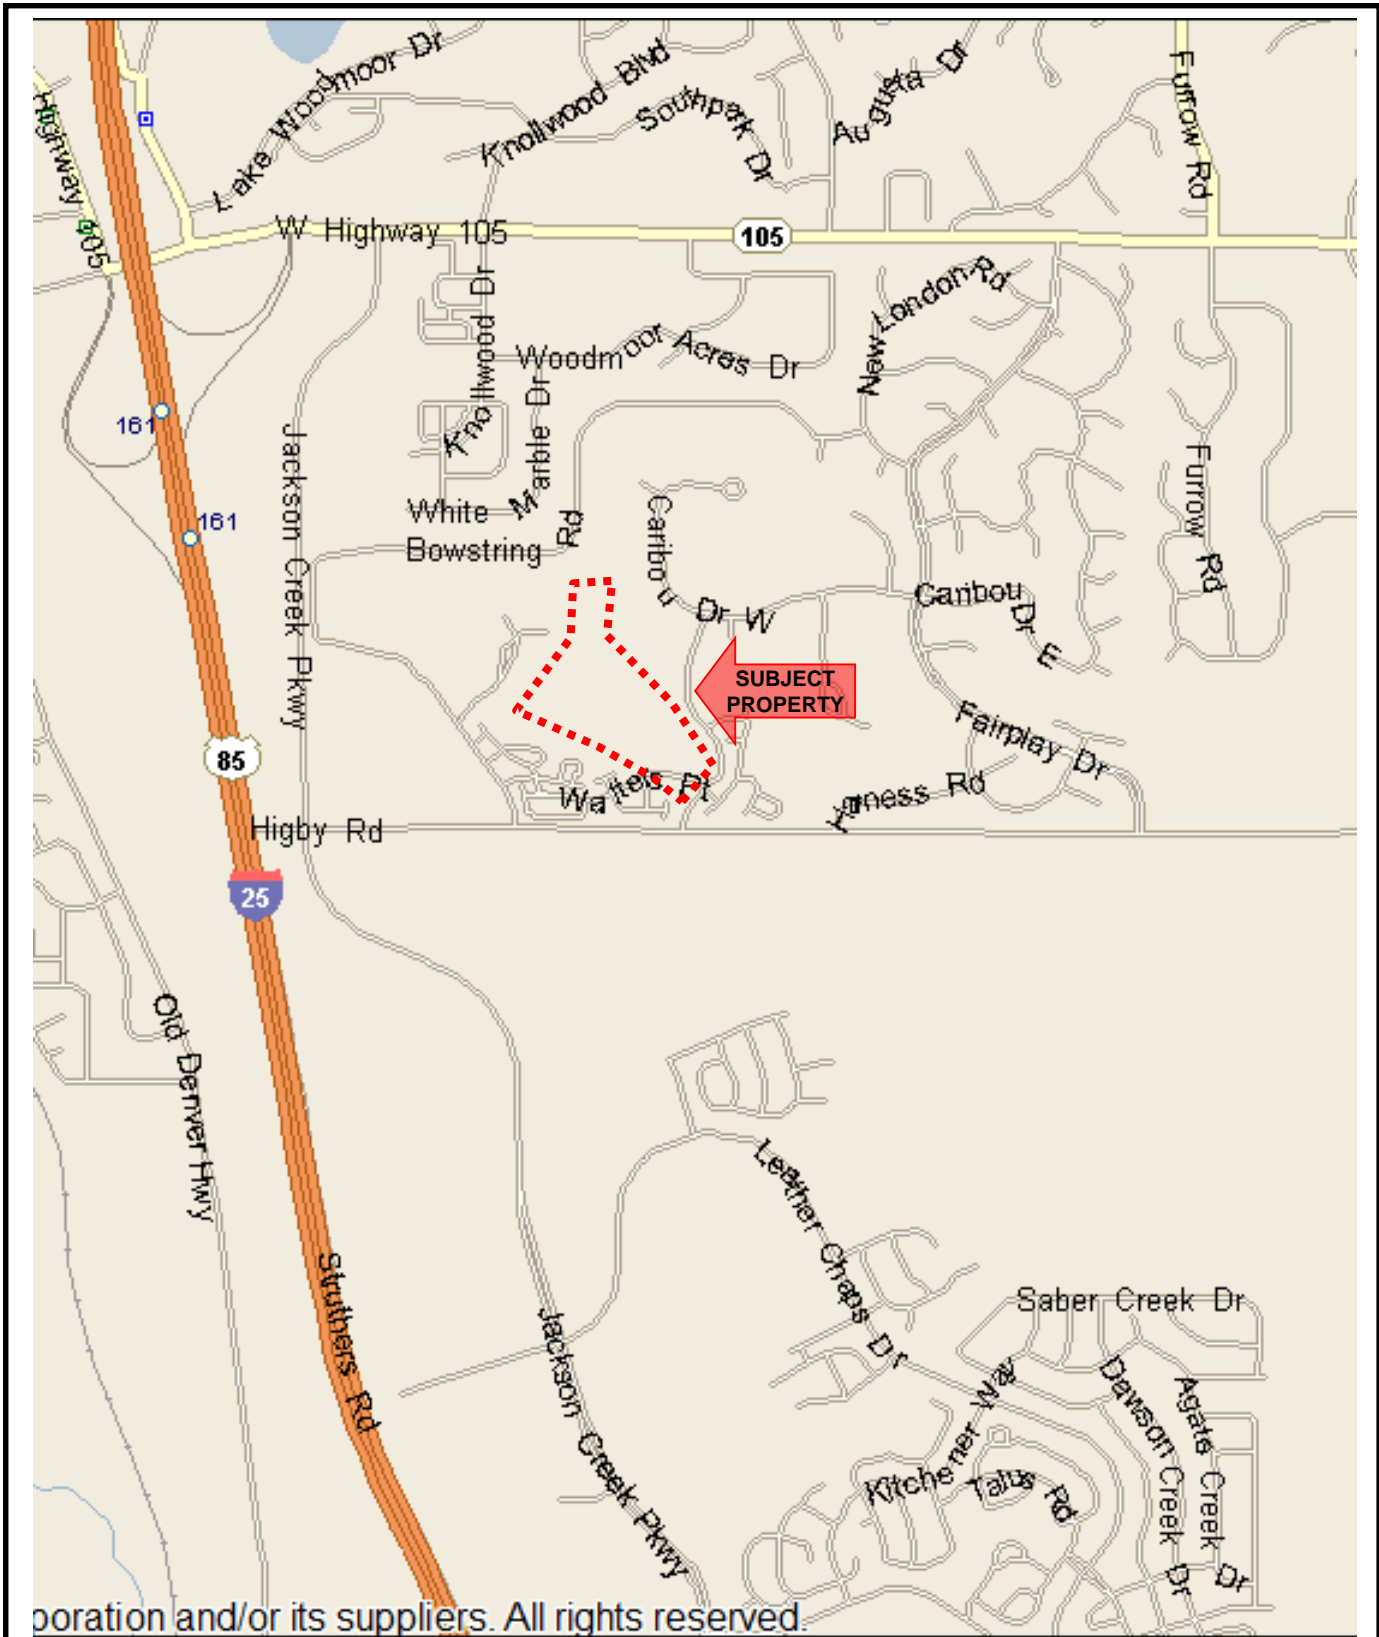 Lake Woodmoor Dr
Knollwood Blvd
Southpark Dr
Augusta Dr
Furrow Rd
Highway 105
W Highway 105
105
Knollwood Dr
New London Rd
Woodmoor Acres Dr
161
Jackson Creek Pkwy
White Marble Dr
Furrow Rd
161
Bowstring Rd
Caribou Dr W
Caribou Dr E
SUBJECT
PROPERTY
85
Fairplay Dr
Wa Pt
ness Rd
Higby Rd
25
Old Denver Hwy
Leather Chaps Dr
Struthers Rd
Saber Creek Dr
Jackson Creek Pkwy
Kitchener Way
Talus Rd
Dawson Creek Dr
Agate Creek Dr
poration and/or its suppliers. All rights reserved.